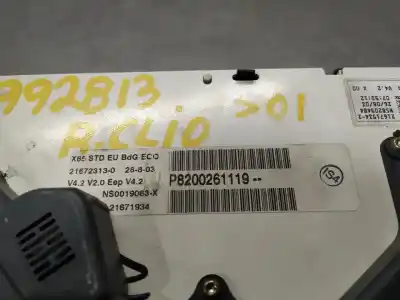 992813 >01
R.CLIO
X65 STD EU BdG ECO
21672313-0 26-8-03
V4.2 V2.0 Eep V4.2
NS0019063-X
21671934
P8200261119--